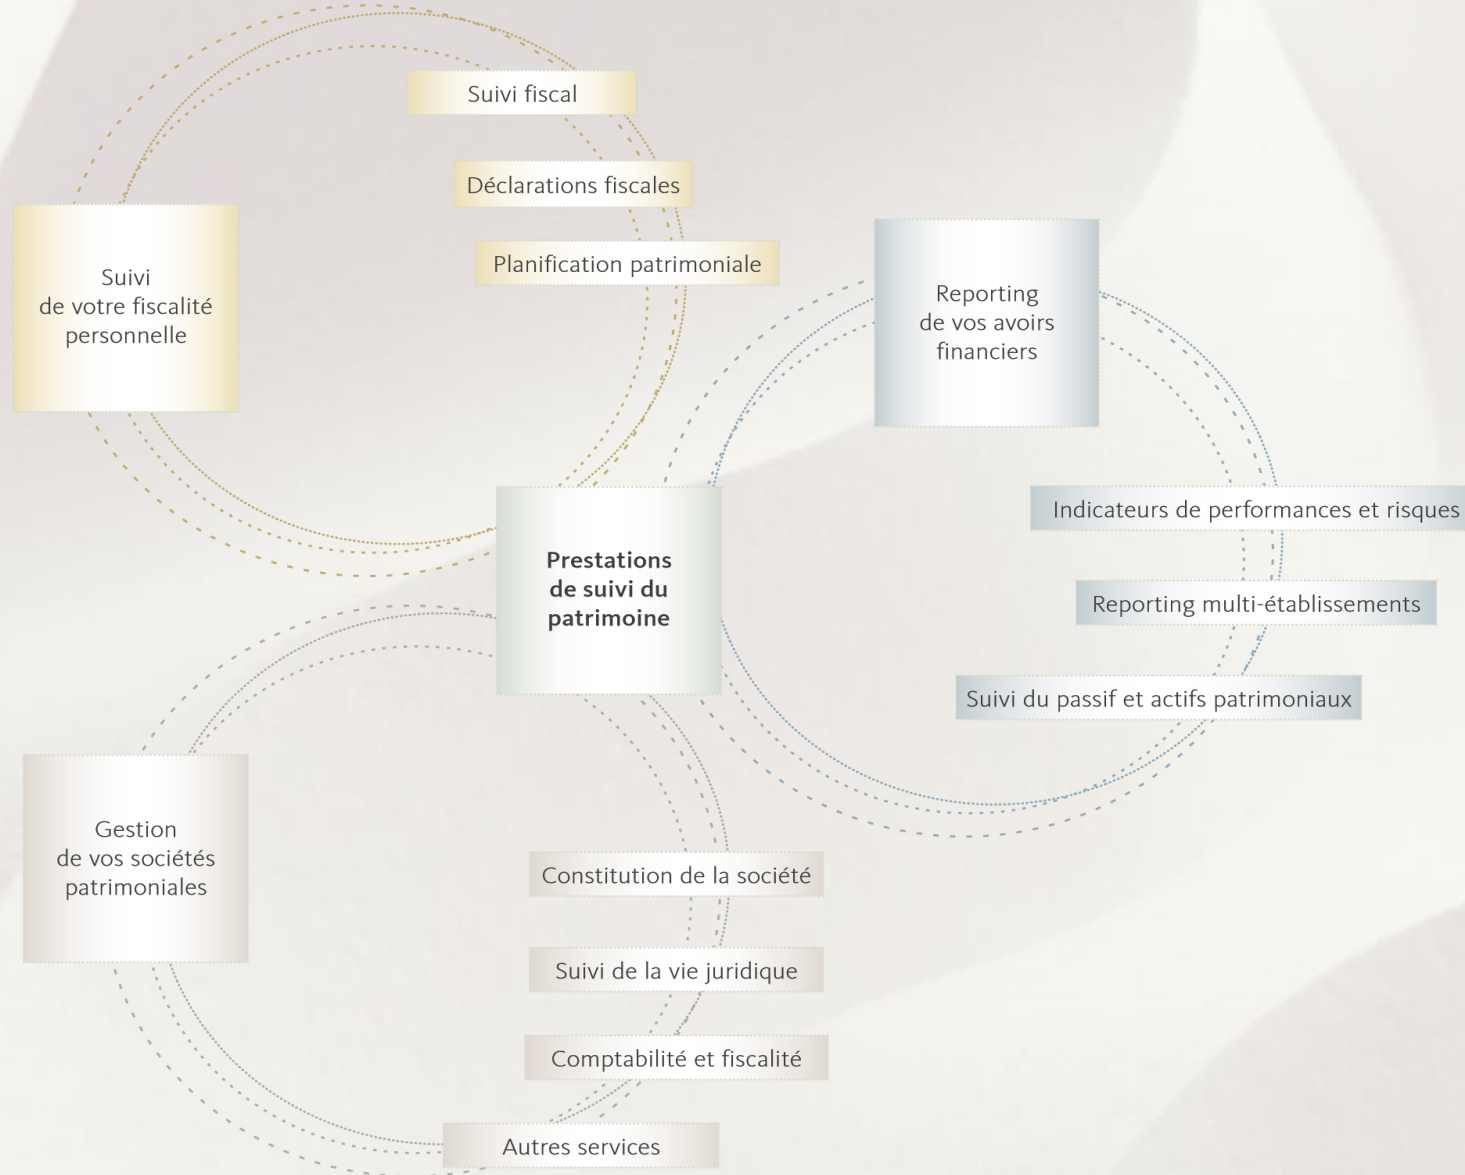 Suivi fiscal
Déclarations fiscales
Planification patrimoniale
Suivi
de votre fiscalité
personnelle
Reporting
de vos avoirs
financiers
Indicateurs de performances et risques
Reporting multi-établissements
Suivi du passif et actifs patrimoniaux
Prestations
de suivi du
patrimoine
Gestion
de vos sociétés
patrimoniales
Constitution de la société
Suivi de la vie juridique
Comptabilité et fiscalité
Autres services